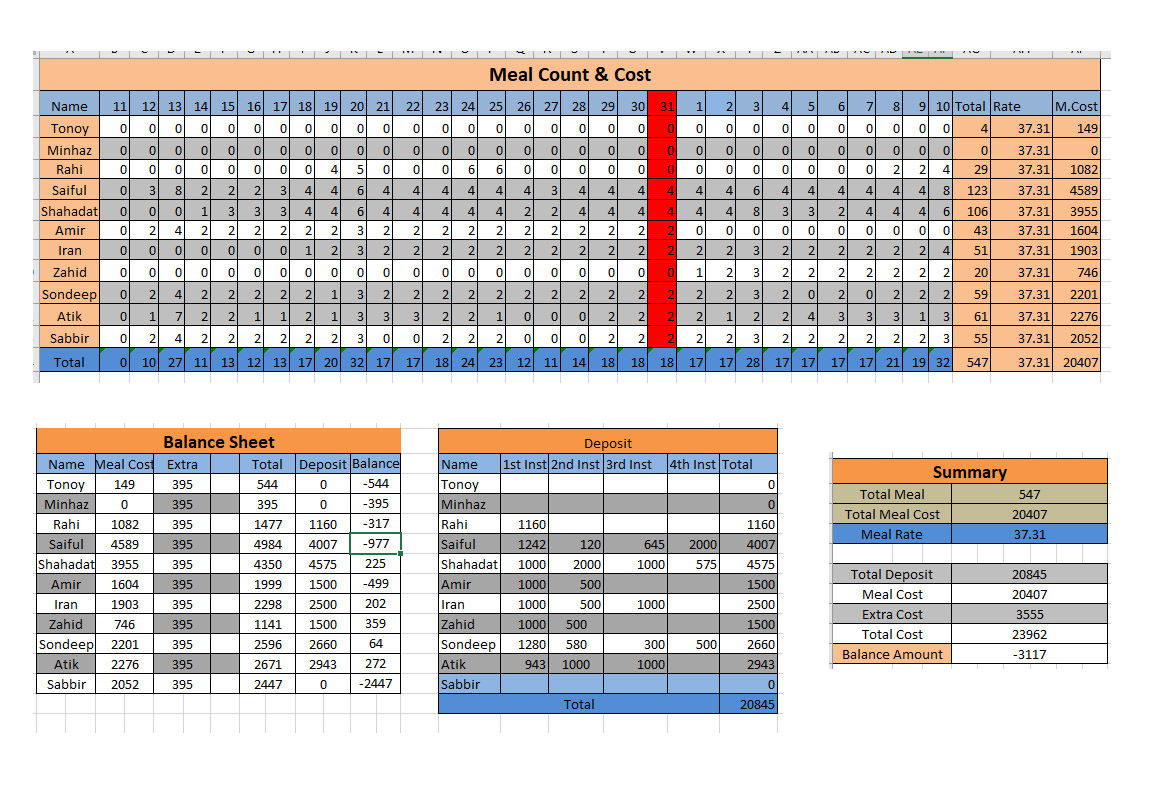 Meal Count & Cost
Name 11 12 13 14 15 16 17 18 19 20 21 22 23 24 25 26 27 28 29 30 31 1 2 3 4 5 6 7 8 9 10 Total Rate M.Cost
Tonoy 0 0 0 0 0 0 0 0 0 0 0 0 0 0 0 0 0 0 0 0 0 0 0 0 0 0 0 0 0 0 0 4 37.31 149
Minhaz 0 0 0 0 0 0 0 0 0 0 0 0 0 0 0 0 0 0 0 0 0 0 0 0 0 0 0 0 0 0 0 0 37.31 0
Rahi 0 0 0 0 0 0 0 0 4 5 0 0 0 6 6 0 0 0 0 0 0 0 0 0 0 0 0 0 2 2 4 29 37.31 1082
Saiful 0 3 8 2 2 2 3 4 4 6 4 4 4 4 4 4 3 4 4 4 4 4 4 6 4 4 4 4 4 4 8 123 37.31 4589
Shahadat 0 0 0 1 3 3 3 4 4 6 4 4 4 4 4 2 2 4 4 4 4 4 4 8 3 3 2 4 4 4 6 106 37.31 3955
Amir 0 2 4 2 2 2 2 2 2 3 2 2 2 2 2 2 2 2 2 2 2 0 0 0 0 0 0 0 0 0 0 43 37.31 1604
Iran 0 0 0 0 0 0 0 1 2 3 2 2 2 2 2 2 2 2 2 2 2 2 2 3 2 2 2 2 2 2 4 51 37.31 1903
Zahid 0 0 0 0 0 0 0 0 0 0 0 0 0 0 0 0 0 0 0 0 0 1 2 3 2 2 2 2 2 2 2 20 37.31 746
Sondeep 0 2 4 2 2 2 2 2 1 3 2 2 2 2 2 2 2 2 2 2 2 2 2 3 2 0 2 0 2 2 2 59 37.31 2201
Atik 0 1 7 2 2 1 1 2 1 3 3 3 2 2 1 0 0 0 2 2 2 2 1 2 2 4 3 3 3 1 3 61 37.31 2276
Sabbir 0 2 4 2 2 2 2 2 2 3 0 0 2 2 2 0 0 0 2 2 2 2 2 3 2 2 2 2 2 2 3 55 37.31 2052
Total 0 10 27 11 13 12 13 17 20 32 17 17 18 24 23 12 11 14 18 18 18 17 17 28 17 17 17 17 21 19 32 547 37.31 20407
Balance Sheet
Name Meal Cost Extra Total Deposit Balance
Tonoy 149 395 544 0 -544
Minhaz 0 395 395 0 -395
Rahi 1082 395 1477 1160 -317
Saiful 4589 395 4984 4007 -977
Shahadat 3955 395 4350 4575 225
Amir 1604 395 1999 1500 -499
Iran 1903 395 2298 2500 202
Zahid 746 395 1141 1500 359
Sondeep 2201 395 2596 2660 64
Atik 2276 395 2671 2943 272
Sabbir 2052 395 2447 0 -2447
Deposit
Name 1st Inst 2nd Inst 3rd Inst 4th Inst Total
Tonoy 0
Minhaz 0
Rahi 1160 1160
Saiful 1242 120 645 2000 4007
Shahadat 1000 2000 1000 575 4575
Amir 1000 500 1500
Iran 1000 500 1000 2500
Zahid 1000 500 1500
Sondeep 1280 580 300 500 2660
Atik 943 1000 1000 2943
Sabbir 0
Total 20845
Summary
Total Meal 547
Total Meal Cost 20407
Meal Rate 37.31
Total Deposit 20845
Meal Cost 20407
Extra Cost 3555
Total Cost 23962
Balance Amount -3117